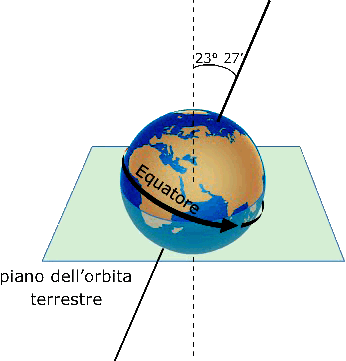 23° 27'
Equatore
piano dell'orbita
terrestre